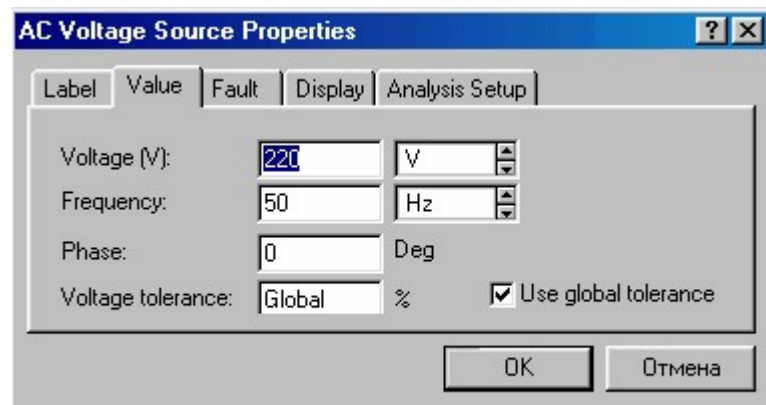 AC Voltage Source Properties
Label Value Fault Display Analysis Setup
Voltage (V): 220 V
Frequency: 50 Hz
Phase: 0 Deg
Voltage tolerance: Global % Use global tolerance
OK Отмена